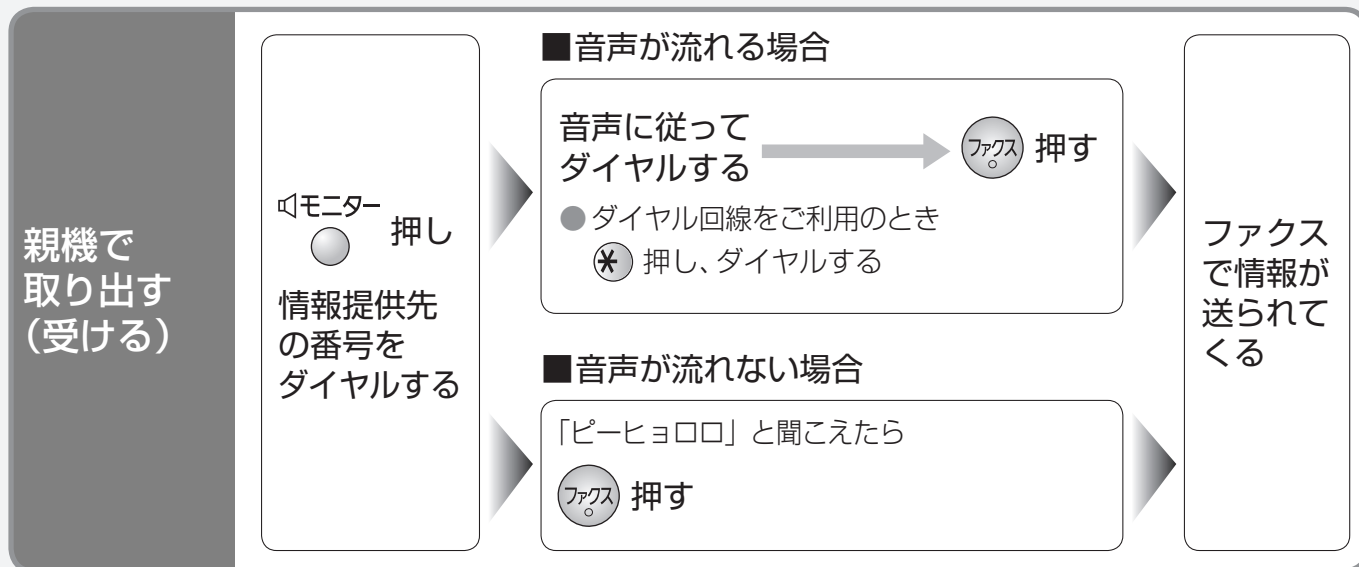 親機で
取り出す
（受ける）
モニター
押し
情報提供先
の番号を
ダイヤルする
■音声が流れる場合
音声に従って
ダイヤルする
ファクス 押す
●ダイヤル回線をご利用のとき
＊ 押し、ダイヤルする
■音声が流れない場合
「ピーヒョロロ」と聞こえたら
ファクス 押す
ファクス
で情報が
送られて
くる